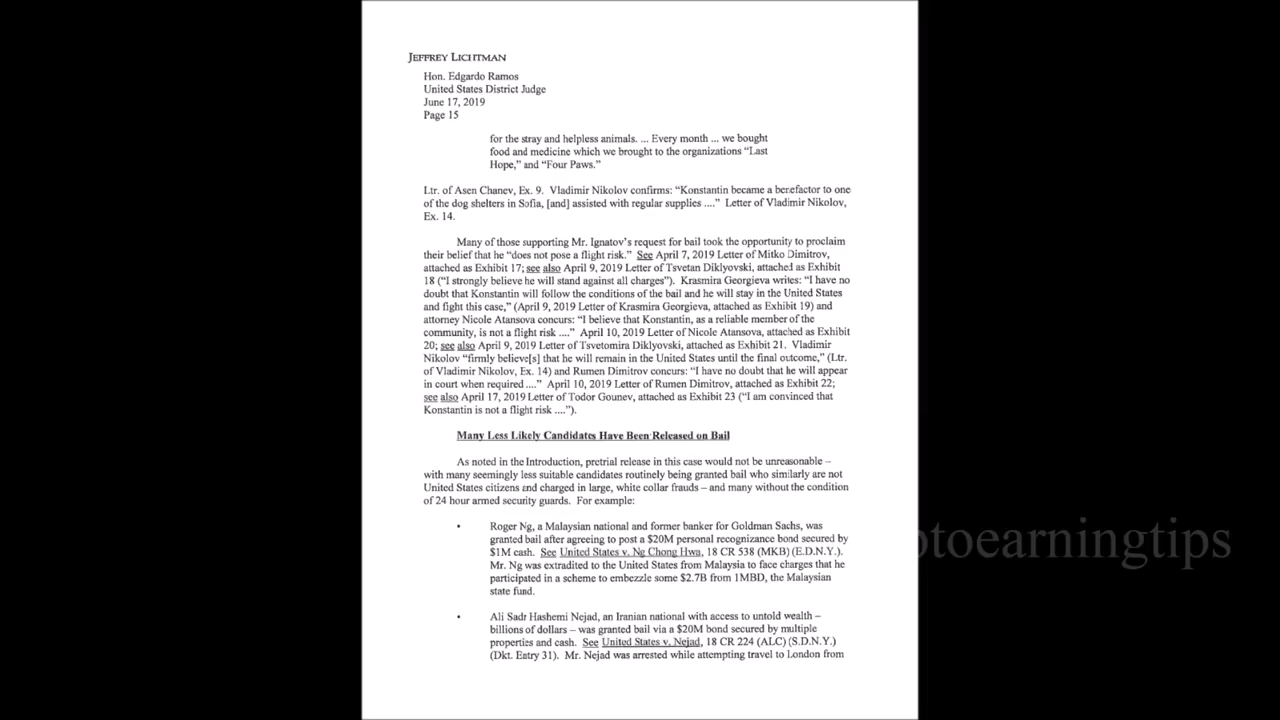 JEFFREY LICHTMAN
Hon. Edgardo Ramos
United States District Judge
June 17, 2019
Page 15
for the stray and helpless animals. ... Every month ... we bought
food and medicine which we brought to the organizations “Last
Hope,” and “Four Paws.”
Ltr. of Asen Chanev, Ex. 9. Vladimir Nikolov confirms: “Konstantin became a benefactor to one
of the dog shelters in Sofia, [and] assisted with regular supplies ....” Letter of Vladimir Nikolov,
Ex. 14.
Many of those supporting Mr. Ignatov’s request for bail took the opportunity to proclaim
their belief that he “does not pose a flight risk.” See April 7, 2019 Letter of Mitko Dimitrov,
attached as Exhibit 17; see also April 9, 2019 Letter of Tsvetan Diklyovski, attached as Exhibit
18 (“I strongly believe he will stand against all charges”). Krasmira Georgieva writes: “I have no
doubt that Konstantin will follow the conditions of the bail and he will stay in the United States
and fight this case,” (April 9, 2019 Letter of Krasmira Georgieva, attached as Exhibit 19) and
attorney Nicole Atansova concurs: “I believe that Konstantin, as a reliable member of the
community, is not a flight risk ....” April 10, 2019 Letter of Nicole Atansova, attached as Exhibit
20; see also April 9, 2019 Letter of Tsvetomira Diklyovski, attached as Exhibit 21. Vladimir
Nikolov “firmly believe[s] that he will remain in the United States until the final outcome,” (Ltr.
of Vladimir Nikolov, Ex. 14) and Rumen Dimitrov concurs: “I have no doubt that he will appear
in court when required ....” April 10, 2019 Letter of Rumen Dimitrov, attached as Exhibit 22;
see also April 17, 2019 Letter of Todor Gounev, attached as Exhibit 23 (“I am convinced that
Konstantin is not a flight risk ....”).
Many Less Likely Candidates Have Been Released on Bail
As noted in the Introduction, pretrial release in this case would not be unreasonable –
with many seemingly less suitable candidates routinely being granted bail who similarly are not
United States citizens and charged in large, white collar frauds – and many without the condition
of 24 hour armed security guards. For example:
• Roger Ng, a Malaysian national and former banker for Goldman Sachs, was
granted bail after agreeing to post a $20M personal recognizance bond secured by
$1M cash. See United States v. Ng Chong Hwa, 18 CR 538 (MKB) (E.D.N.Y.).
Mr. Ng was extradited to the United States from Malaysia to face charges that he
participated in a scheme to embezzle some $2.7B from 1MBD, the Malaysian
state fund.
• Ali Sadr Hashemi Nejad, an Iranian national with access to untold wealth –
billions of dollars – was granted bail via a $20M bond secured by multiple
properties and cash. See United States v. Nejad, 18 CR 224 (ALC) (S.D.N.Y.)
(Dkt. Entry 31). Mr. Nejad was arrested while attempting travel to London from
ptoearningtips